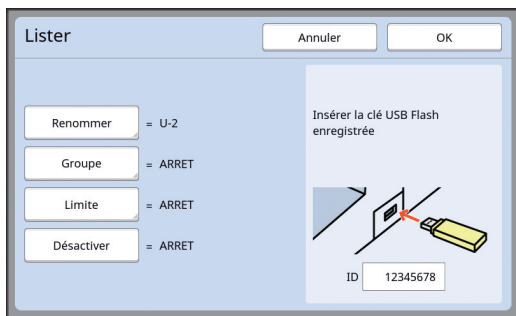 Lister
Annuler
OK
Renommer = U-2
Groupe = ARRET
Limite = ARRET
Désactiver = ARRET
Insérer la clé USB Flash
enregistrée
ID 12345678